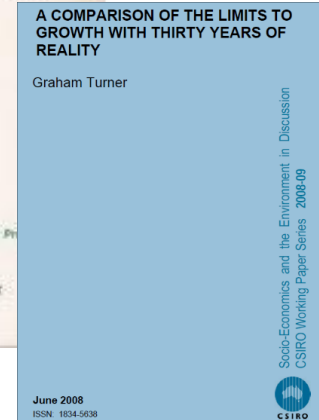 A COMPARISON OF THE LIMITS TO
GROWTH WITH THIRTY YEARS OF
REALITY
Graham Turner
Socio-Economics and the Environment in Discussion
CSIRO Working Paper Series 2008-09
June 2008
ISSN: 1834-5638
CSIRO